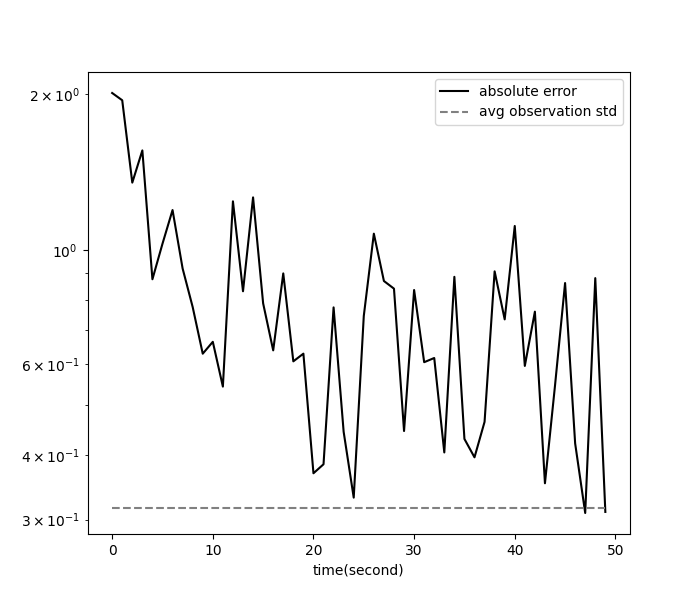 absolute error
avg observation std
2 × 10⁰
10⁰
6 × 10⁻¹
4 × 10⁻¹
3 × 10⁻¹
0 10 20 30 40 50
time(second)